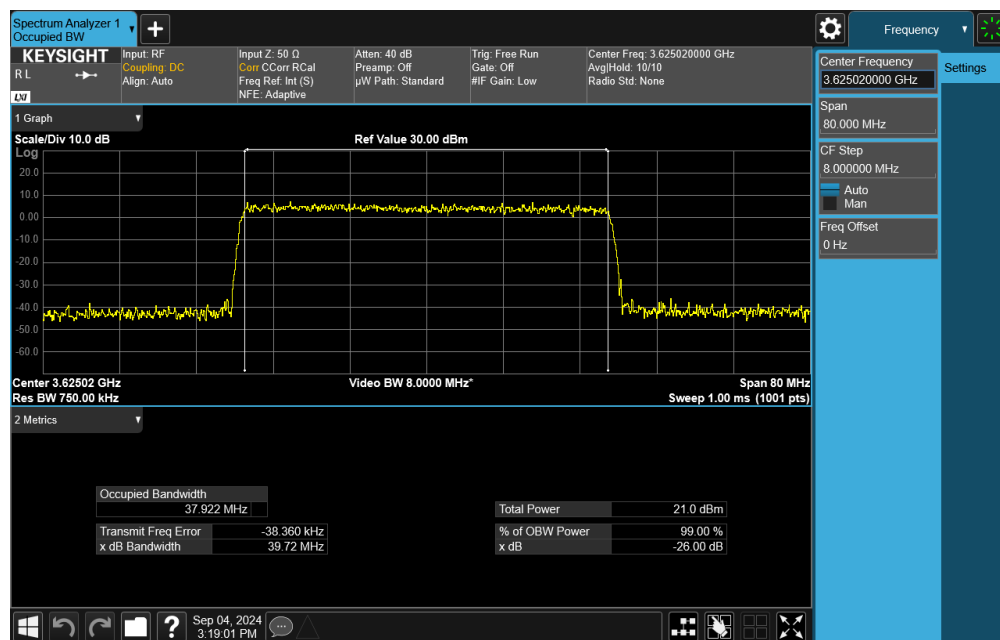 Spectrum Analyzer 1
Occupied BW
Frequency
KEYSIGHT
R L
LXI
Input: RF
Coupling: DC
Align: Auto
Input Z: 50 Ω
Corr CCorr RCal
Freq Ref: Int (S)
NFE: Adaptive
Atten: 40 dB
Preamp: Off
µW Path: Standard
Trig: Free Run
Gate: Off
#IF Gain: Low
Center Freq: 3.625020000 GHz
Avg|Hold: 10/10
Radio Std: None
Center Frequency
3.625020000 GHz
Settings
Span
80.000 MHz
CF Step
8.000000 MHz
Auto
Man
Freq Offset
0 Hz
1 Graph
Scale/Div 10.0 dB
Ref Value 30.00 dBm
Log
20.0
10.0
0.00
-10.0
-20.0
-30.0
-40.0
-50.0
-60.0
Center 3.62502 GHz
Video BW 8.0000 MHz*
Span 80 MHz
Res BW 750.00 kHz
Sweep 1.00 ms (1001 pts)
2 Metrics
Occupied Bandwidth
37.922 MHz
Transmit Freq Error -38.360 kHz
x dB Bandwidth 39.72 MHz
Total Power 21.0 dBm
% of OBW Power 99.00 %
x dB -26.00 dB
?
Sep 04, 2024
3:19:01 PM